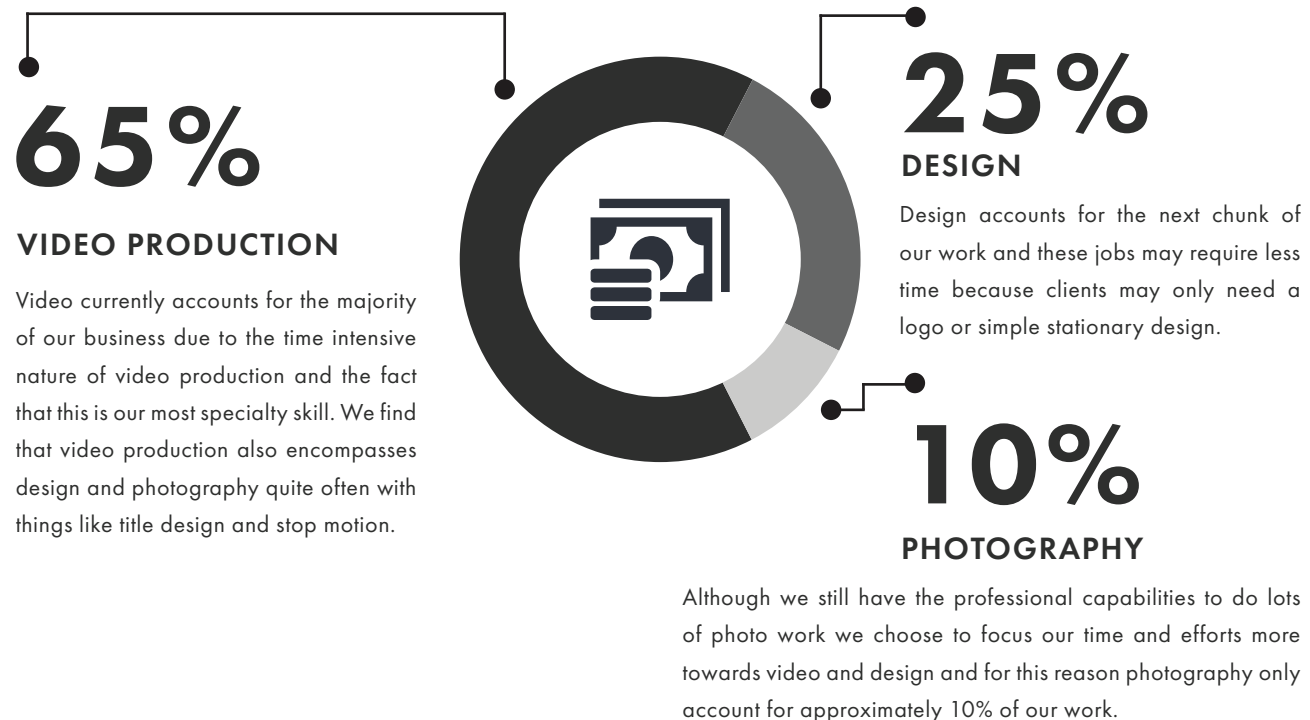 65%
VIDEO PRODUCTION
Video currently accounts for the majority
of our business due to the time intensive
nature of video production and the fact
that this is our most specialty skill. We find
that video production also encompasses
design and photography quite often with
things like title design and stop motion.
25%
DESIGN
Design accounts for the next chunk of
our work and these jobs may require less
time because clients may only need a
logo or simple stationary design.
10%
PHOTOGRAPHY
Although we still have the professional capabilities to do lots
of photo work we choose to focus our time and efforts more
towards video and design and for this reason photography only
account for approximately 10% of our work.